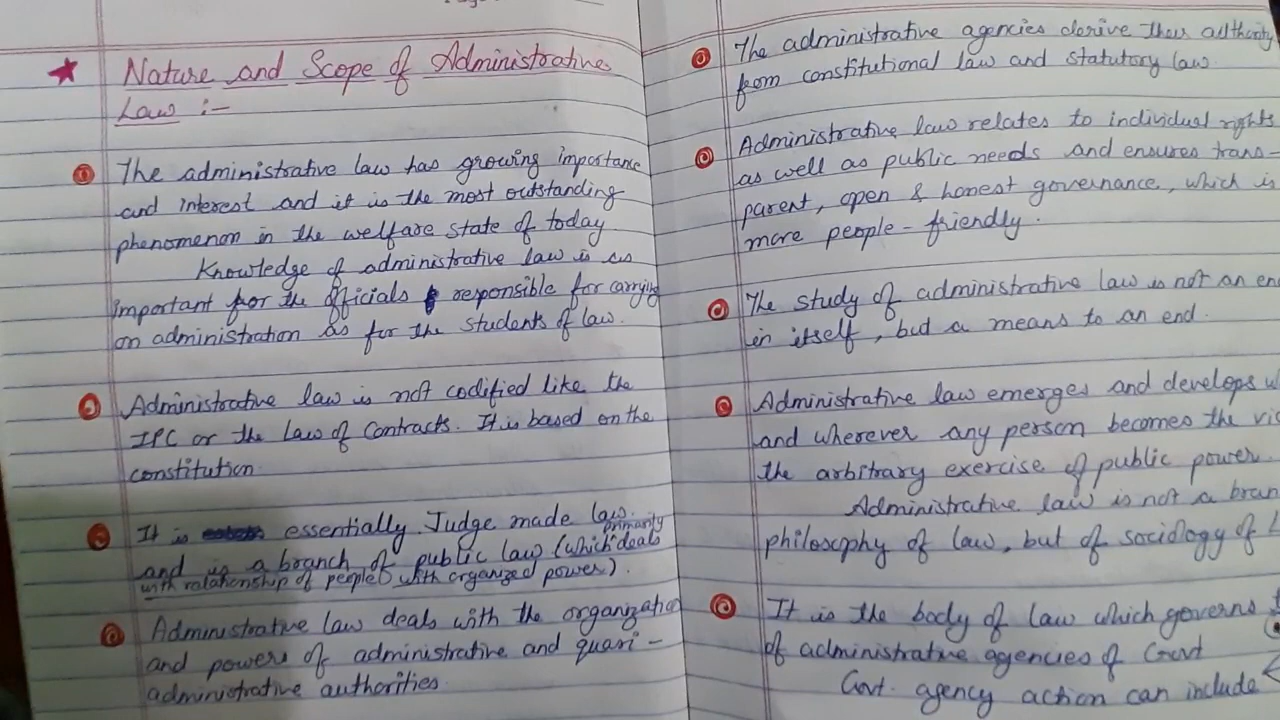 Nature and Scope of Administrative
Law :-
The administrative law has growing importance
and interest and it is the most outstanding
phenomenon in the welfare state of today
Knowledge of administrative law is as
important for the officials responsible for carrying
on administration as for the students of law.
Administrative law is not codified like the
IPC or the Law of Contracts. It is based on the
constitution
It is essentially Judge made law.
and is a branch of public law (which primarily deals
with relationship of people with organized power).
Administrative law deals with the organizatio
and powers of administrative and quasi-
administrative authorities.
The administrative agencies derive their authority
from constitutional law and statutory law.
Administrative law relates to individual rights
as well as public needs and ensures trans-
parent, open & honest governance, which is
more people-friendly.
The study of administrative law is not an en
in itself, but a means to an end.
Administrative law emerges and develops w
and wherever any person becomes the vic
the arbitrary exercise of public power.
Administrative law is not a bran
philosophy of law, but of sociology of L
It is the body of law which governs t
of administrative agencies of Govt
Govt. agency action can include